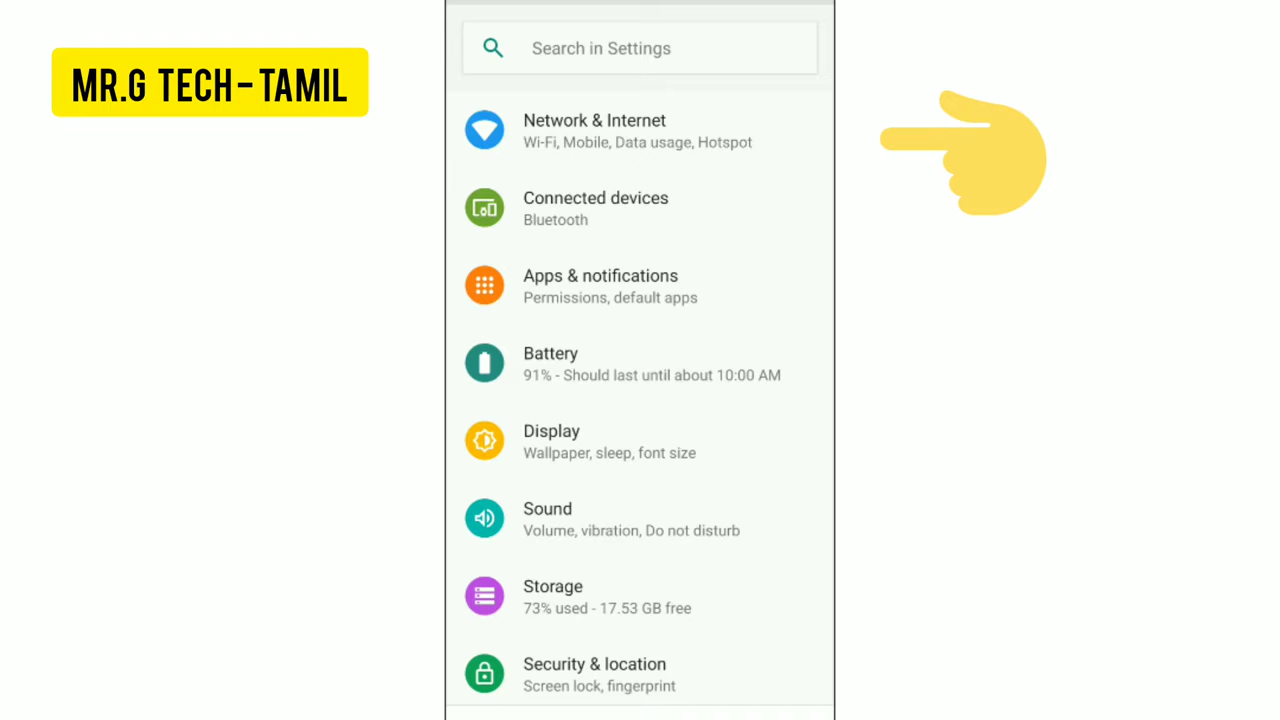 MR.G TECH - TAMIL
Search in Settings
Network & Internet
Wi-Fi, Mobile, Data usage, Hotspot
Connected devices
Bluetooth
Apps & notifications
Permissions, default apps
Battery
91% - Should last until about 10:00 AM
Display
Wallpaper, sleep, font size
Sound
Volume, vibration, Do not disturb
Storage
73% used - 17.53 GB free
Security & location
Screen lock, fingerprint